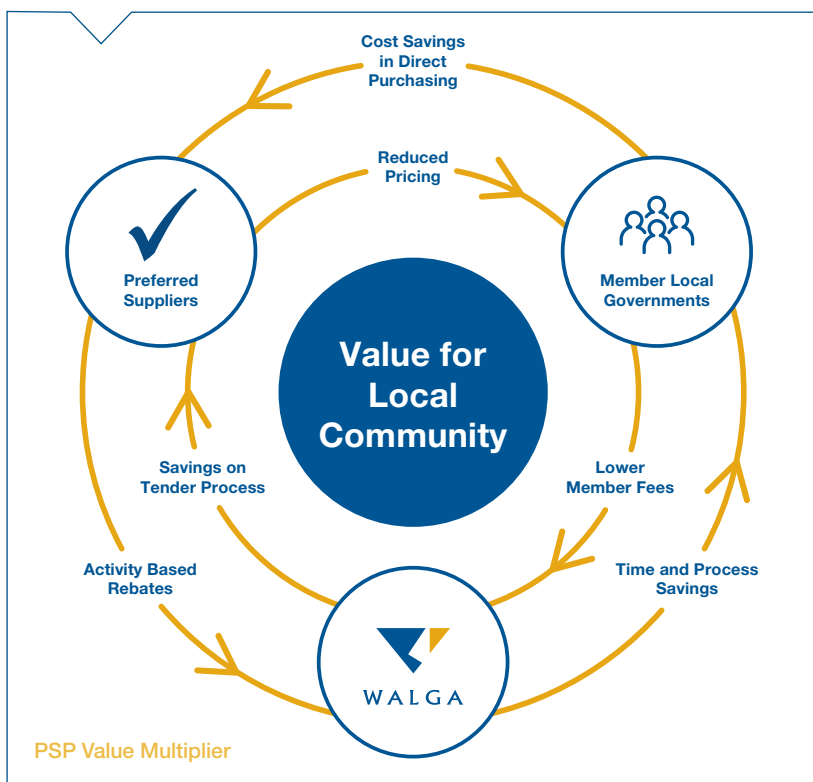 Cost Savings
in Direct
Purchasing
Reduced
Pricing
Preferred
Suppliers
Member Local
Governments
Value for
Local
Community
Savings on
Tender Process
Lower
Member Fees
Activity Based
Rebates
Time and Process
Savings
WALGA
PSP Value Multiplier